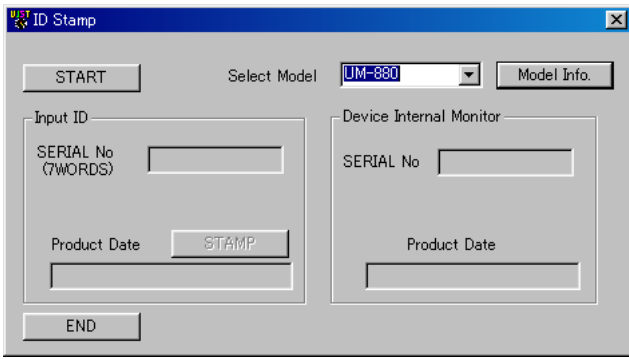 ID Stamp
START
Select Model
UM-880
Model Info.
Input ID
SERIAL No
(7WORDS)
Product Date
STAMP
Device Internal Monitor
SERIAL No
Product Date
END